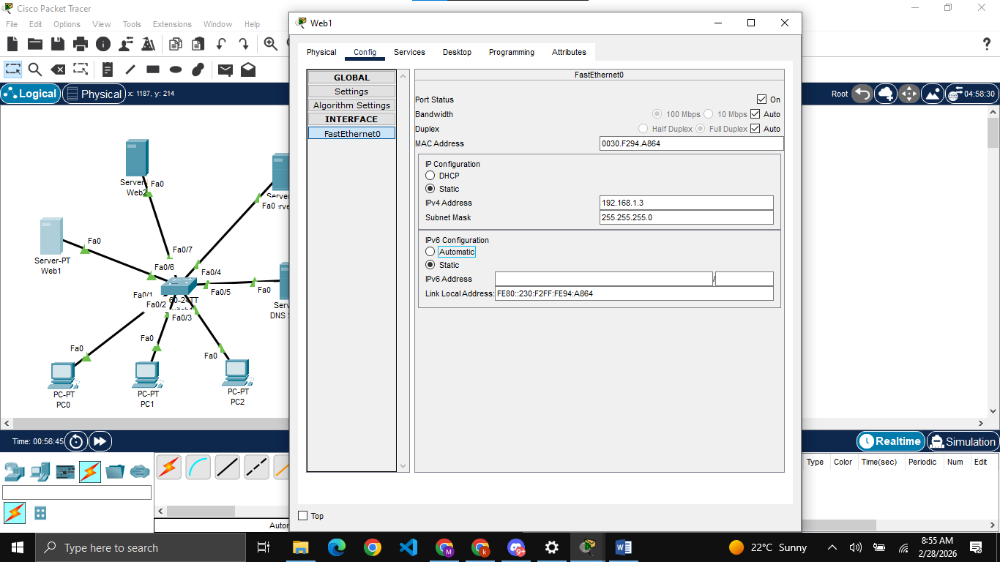 Cisco Packet Tracer
File Edit Options View Tools Extensions Window Help
Logical
Physical
x: 1187, y: 214
Root
04:58:30
Server
Web2
Fa0
Server
Fa0
Fa0
Server-PT
Web1
Fa0/7
Fa0/6
Fa0/4
Fa0/5
Fa0
DNS S
60-24TT
Fa0/1
Fa0/2
Fa0/3
Fa0
Fa0
Fa0
PC-PT
PC0
PC-PT
PC1
PC-PT
PC2
Time: 00:56:45
Realtime
Simulation
Autor
Type Color Time(sec) Periodic Num Edit
Web1
Physical Config Services Desktop Programming Attributes
GLOBAL
Settings
Algorithm Settings
INTERFACE
FastEthernet0
FastEthernet0
Port Status
On
Bandwidth
100 Mbps
10 Mbps
Auto
Duplex
Half Duplex
Full Duplex
Auto
MAC Address
0030.F294.A864
IP Configuration
DHCP
Static
IPv4 Address
192.168.1.3
Subnet Mask
255.255.255.0
IPv6 Configuration
Automatic
Static
IPv6 Address
/
Link Local Address:
FE80::230:F2FF:FE94:A864
Top
Type here to search
22°C Sunny
8:55 AM
2/28/2026